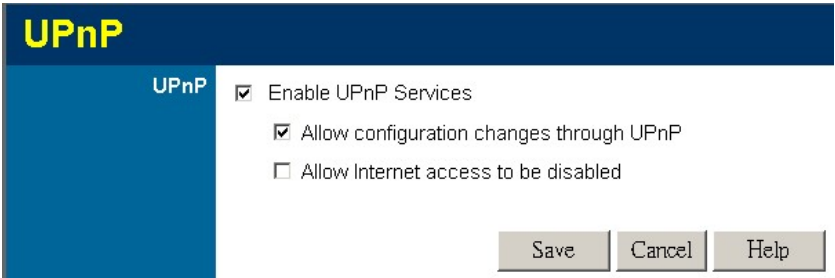 UPnP
UPnP
Enable UPnP Services
Allow configuration changes through UPnP
Allow Internet access to be disabled
Save Cancel Help